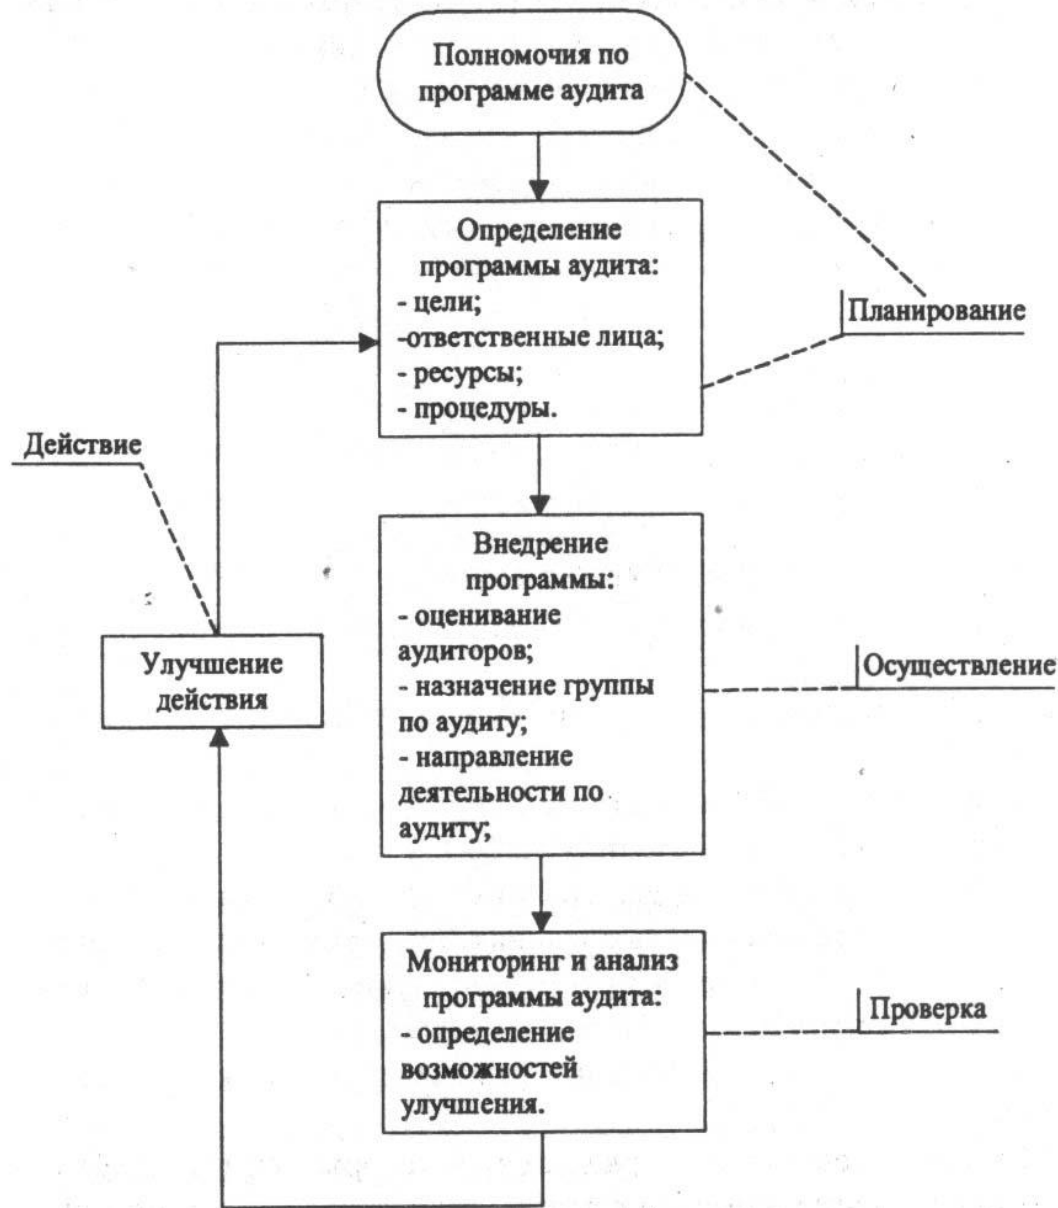 Полномочия по
программе аудита
Определение
программы аудита:
- цели;
-ответственные лица;
- ресурсы;
- процедуры.
Планирование
Действие
Внедрение
программы:
- оценивание
аудиторов;
- назначение группы
по аудиту;
- направление
деятельности по
аудиту;
Осуществление
Улучшение
действия
Мониторинг и анализ
программы аудита:
- определение
возможностей
улучшения.
Проверка